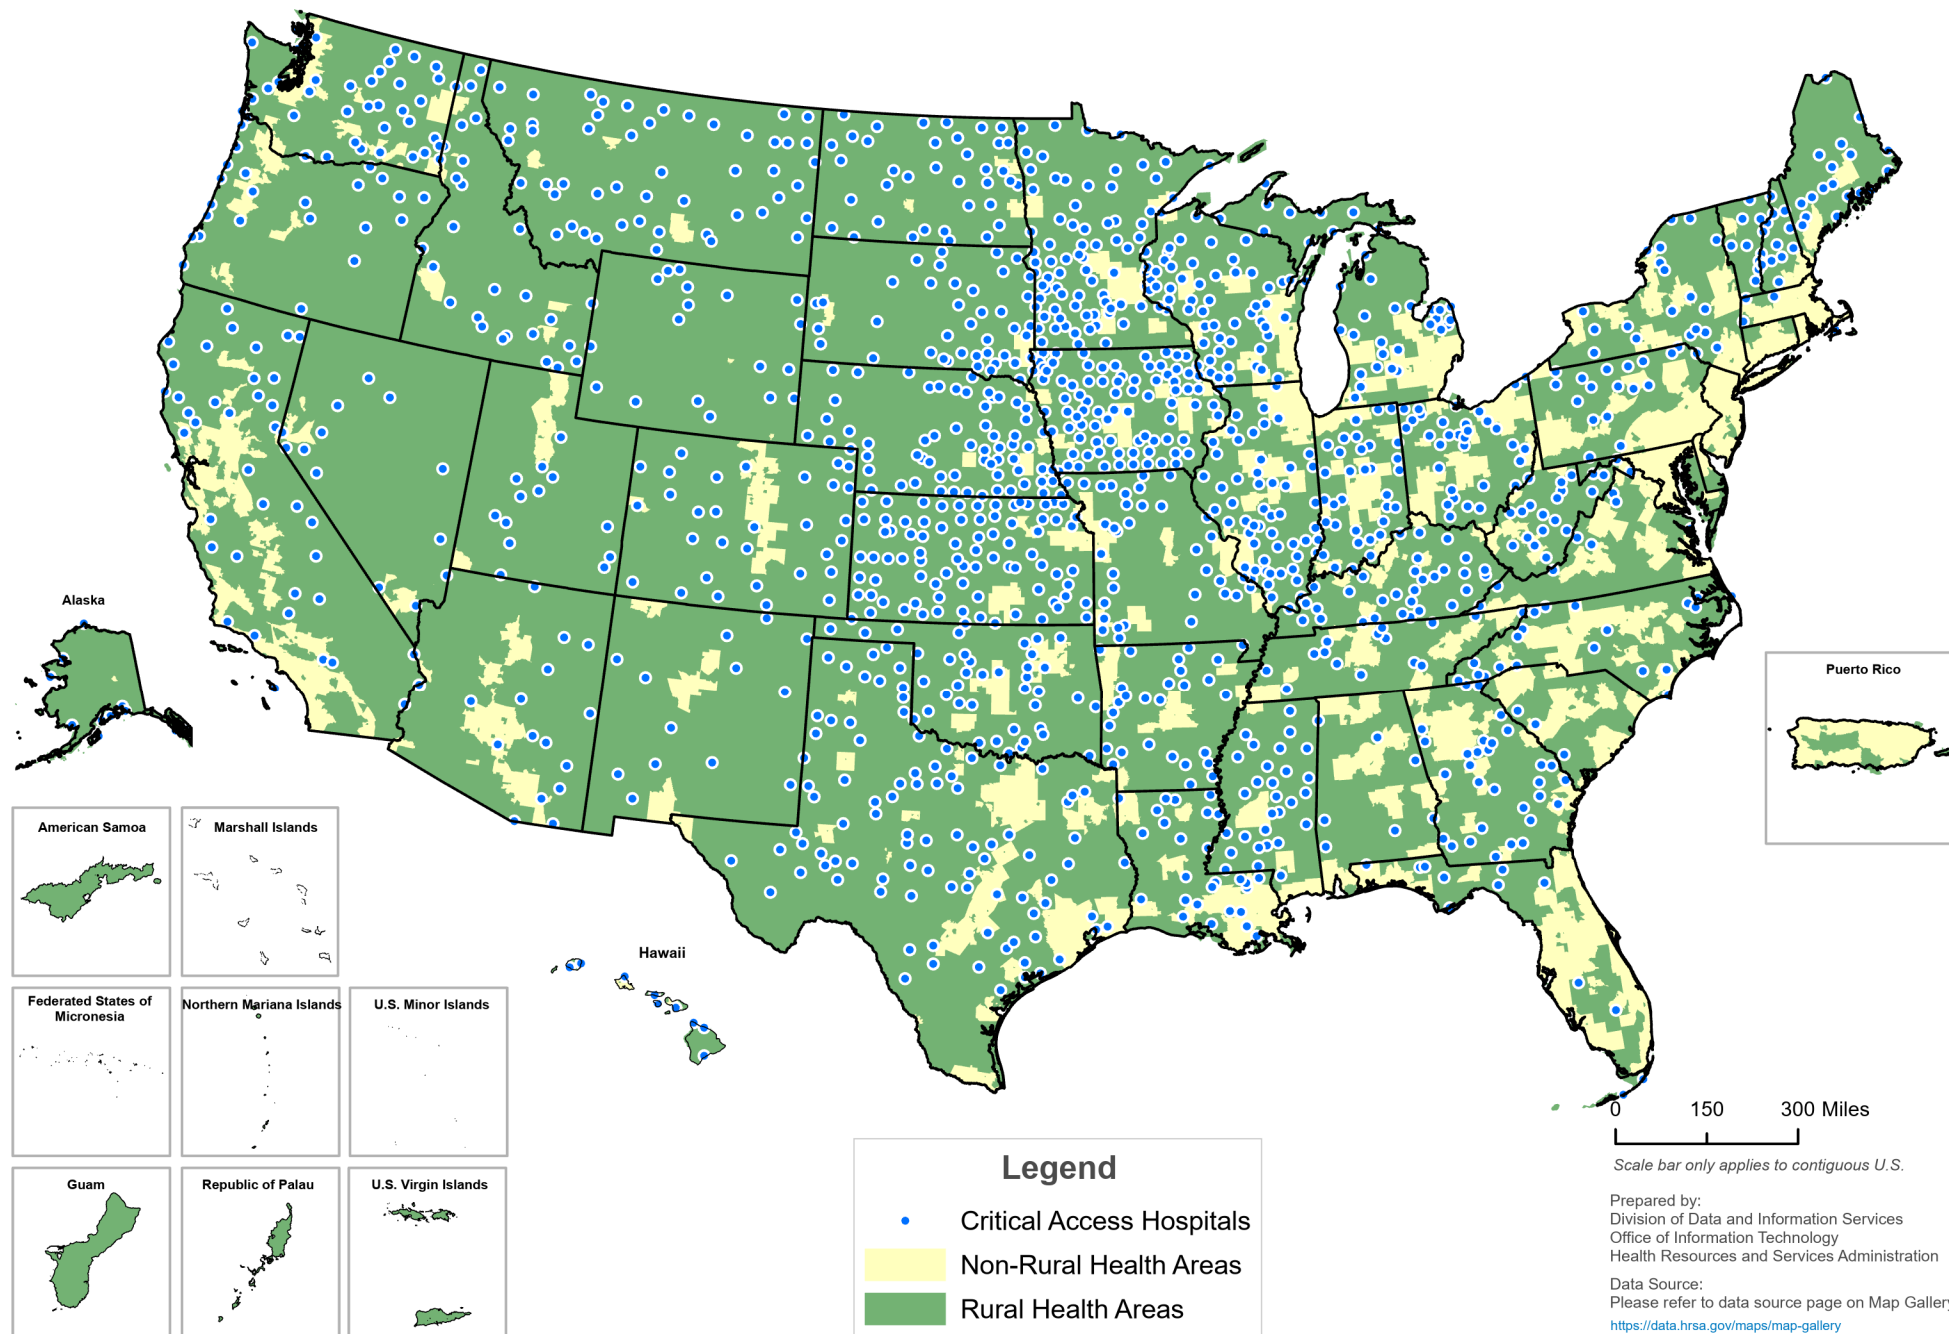 Alaska
Puerto Rico
American Samoa
Marshall Islands
Hawaii
Federated States of
Micronesia
Northern Mariana Islands
U.S. Minor Islands
Guam
Republic of Palau
U.S. Virgin Islands
0 150 300 Miles
Scale bar only applies to contiguous U.S.
Legend
Critical Access Hospitals
Non-Rural Health Areas
Rural Health Areas
Prepared by:
Division of Data and Information Services
Office of Information Technology
Health Resources and Services Administration
Data Source:
Please refer to data source page on Map Gallery
https://data.hrsa.gov/maps/map-gallery